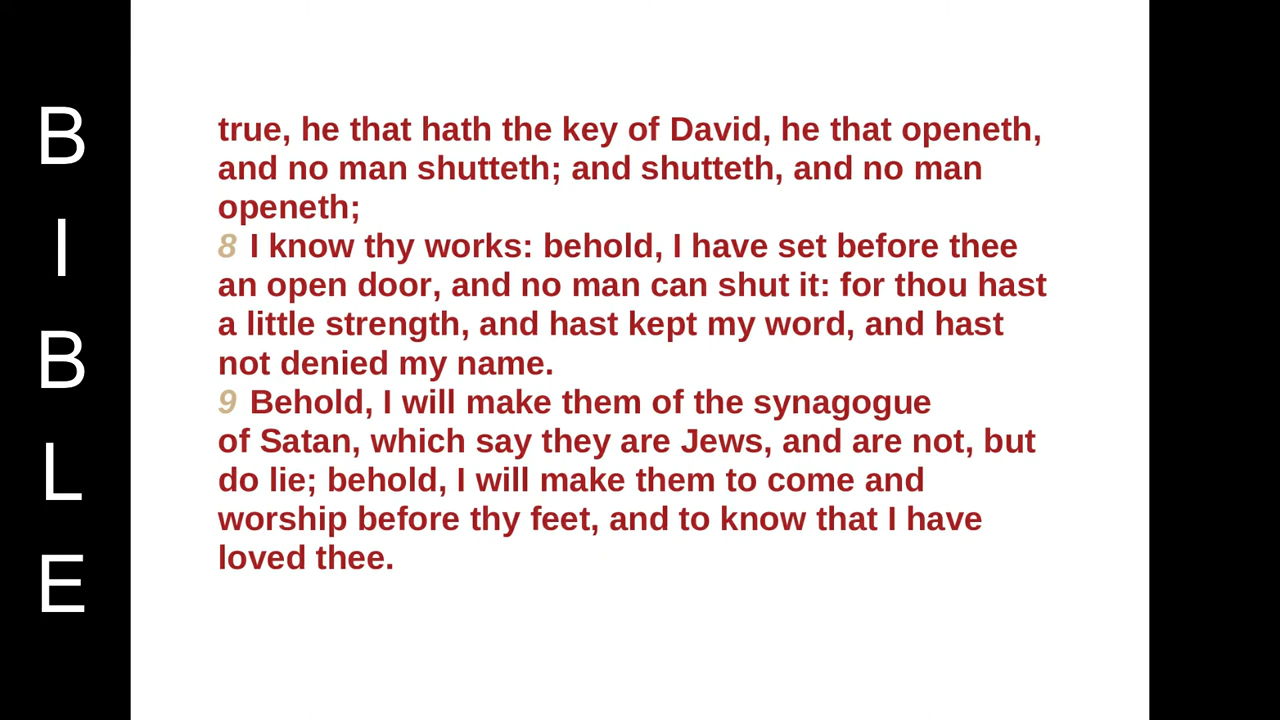 BIBLE
true, he that hath the key of David, he that openeth,
and no man shutteth; and shutteth, and no man
openeth;
8 I know thy works: behold, I have set before thee
an open door, and no man can shut it: for thou hast
a little strength, and hast kept my word, and hast
not denied my name.
9 Behold, I will make them of the synagogue
of Satan, which say they are Jews, and are not, but
do lie; behold, I will make them to come and
worship before thy feet, and to know that I have
loved thee.